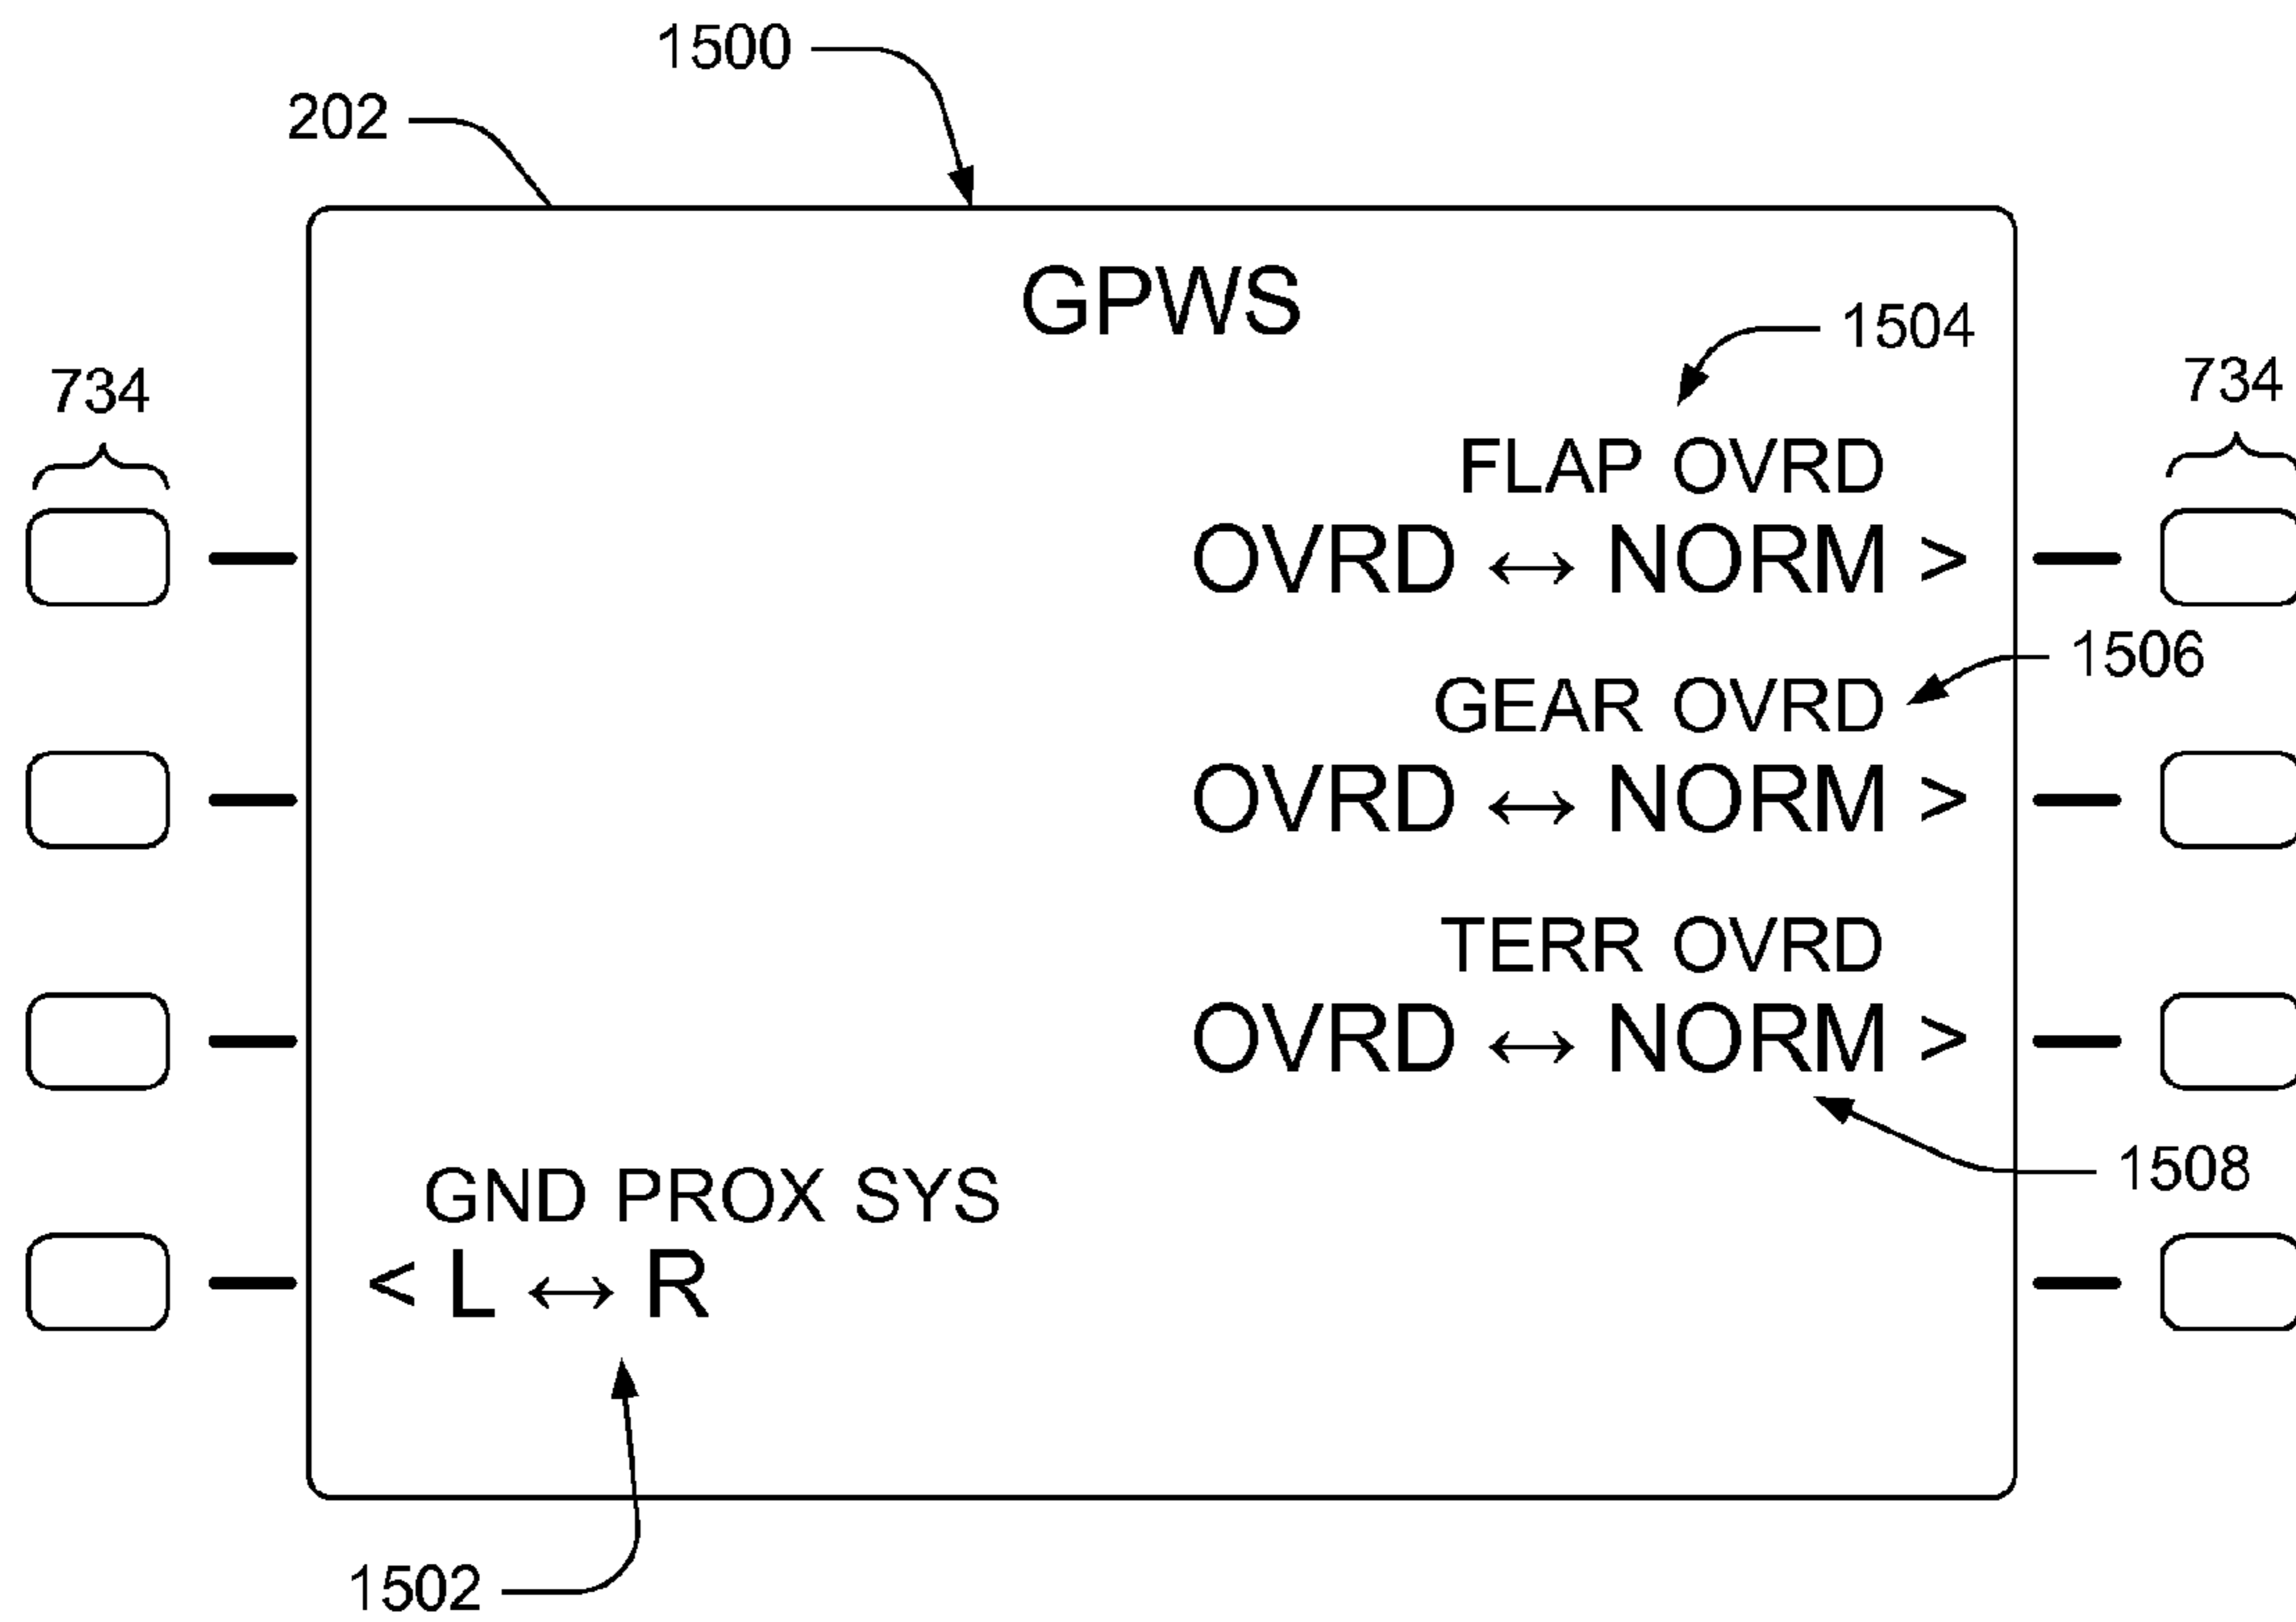 1500
202
GPWS
1504
734
734
FLAP OVRD
OVRD ↔ NORM >
1506
GEAR OVRD
OVRD ↔ NORM >
TERR OVRD
OVRD ↔ NORM >
1508
GND PROX SYS
< L ↔ R
1502